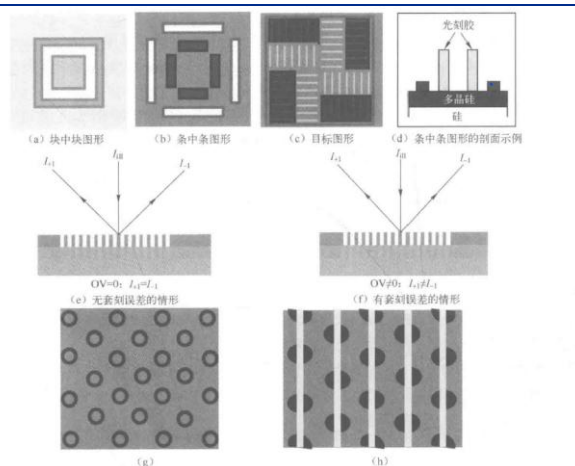 光刻胶
多晶硅
硅
(a) 块中块图形
(b) 条中条图形
(c) 目标图形
(d) 条中条图形的剖面示例
I+1
Iill
I-1
I+1
Iill
I-1
OV=0; I+1=I-1
OV≠0; I+1≠I-1
(e) 无套刻误差的情形
(f) 有套刻误差的情形
(g)
(h)